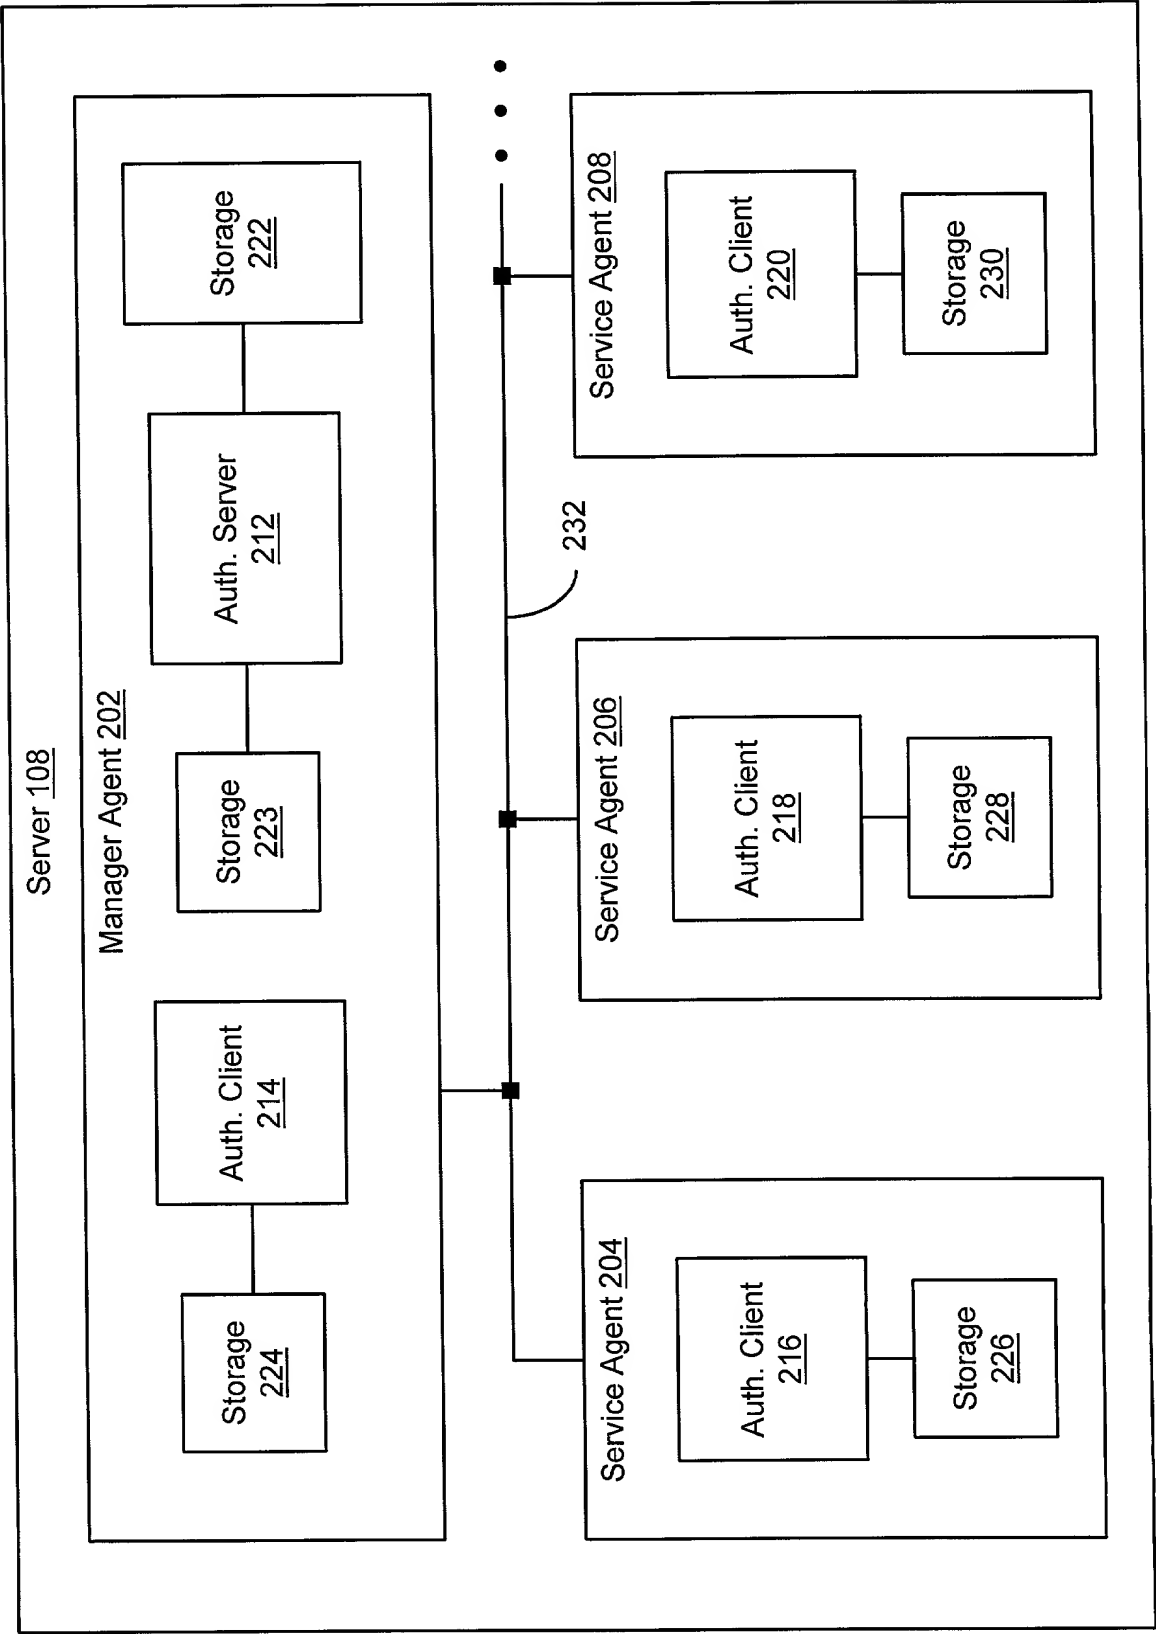 Server 108
Manager Agent 202
Storage
224
Auth. Client
214
Storage
223
Auth. Server
212
Storage
222
232
Service Agent 204
Auth. Client
216
Storage
226
Service Agent 206
Auth. Client
218
Storage
228
Service Agent 208
Auth. Client
220
Storage
230